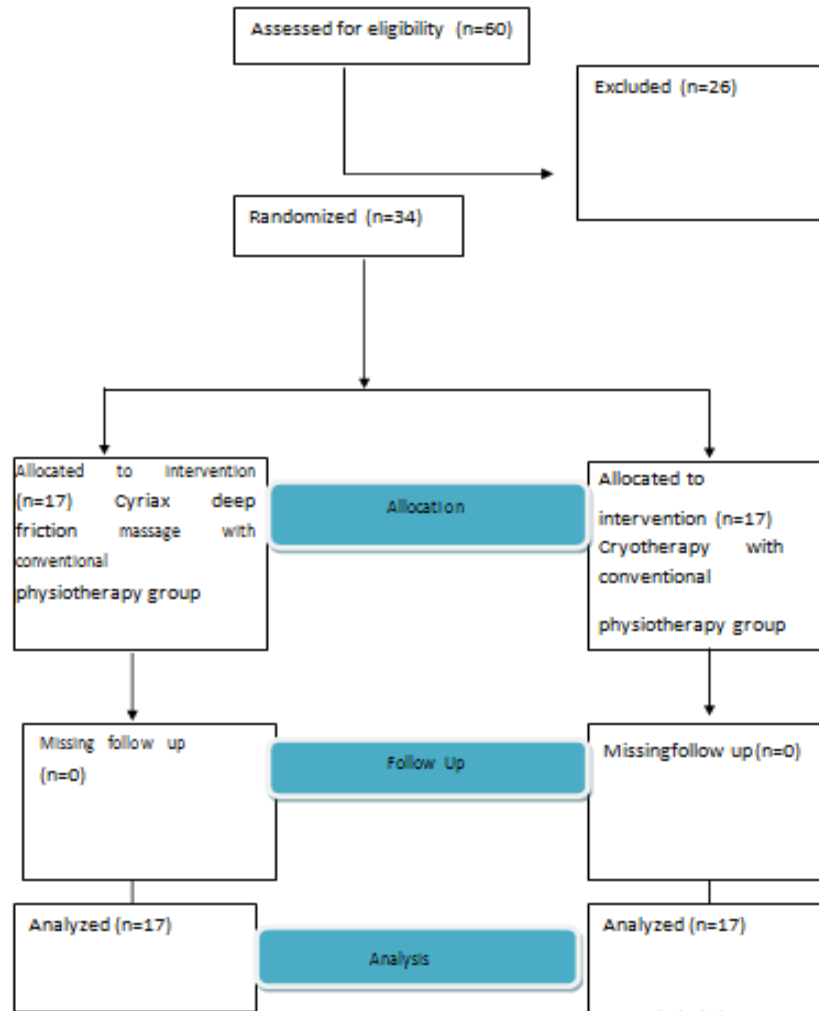 Assessed for eligibility (n=60)
Excluded (n=26)
Randomized (n=34)
Allocated to intervention
(n=17) Cyriax deep
friction massage with
conventional
physiotherapy group
Allocation
Allocated to
intervention (n=17)
Cryotherapy with
conventional
physiotherapy group
Missing follow up
(n=0)
Follow Up
Missingfollow up(n=0)
Analyzed (n=17)
Analysis
Analyzed (n=17)